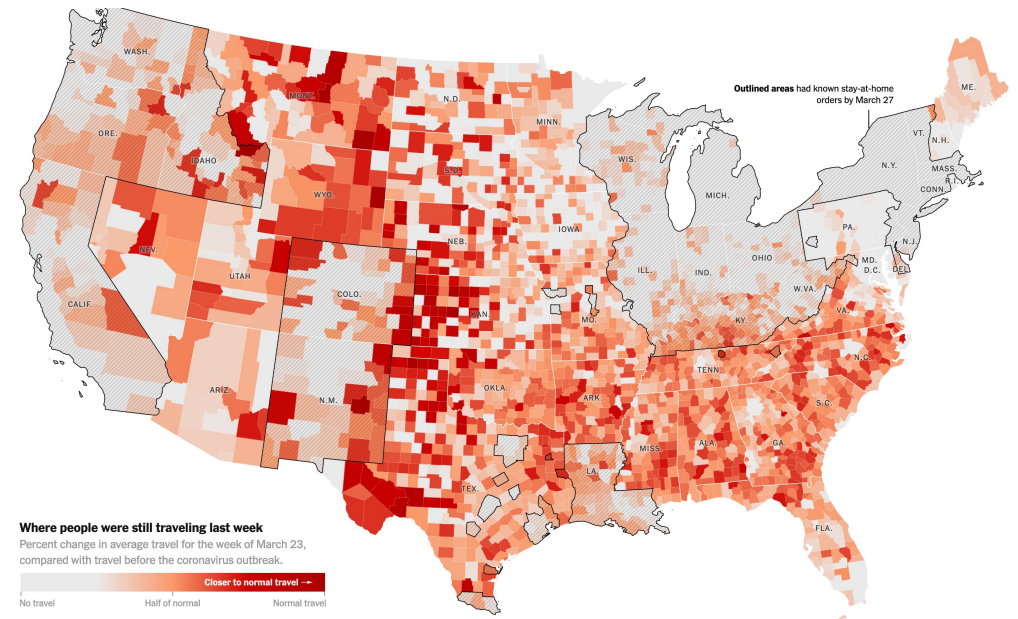 WASH.
MONT.
N.D.
MINN.
Outlined areas had known stay-at-home
orders by March 27
ME.
ORE.
IDAHO
S.D.
WIS.
MICH.
VT.
N.H.
N.Y.
MASS.
R.I.
CONN.
WYO.
NEB.
IOWA
PA.
N.J.
NEV.
UTAH
COLO.
ILL.
IND.
OHIO
MD.
D.C.
DEL.
W.VA.
CALIF.
KAN.
MO.
KY.
VA.
ARIZ.
N.M.
OKLA.
ARK.
TENN.
N.C.
S.C.
MISS.
ALA.
GA.
TEX.
LA.
FLA.
Where people were still traveling last week
Percent change in average travel for the week of March 23,
compared with travel before the coronavirus outbreak.
Closer to normal travel →
No travel
Half of normal
Normal travel